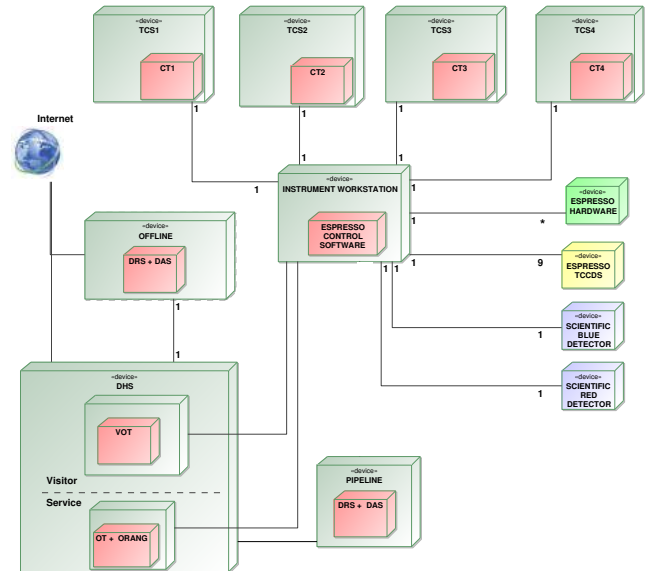 «device»
TCS1
CT1
1
«device»
TCS2
CT2
1
«device»
TCS3
CT3
1
«device»
TCS4
CT4
1
Internet
1
1
1
1
«device»
INSTRUMENT WORKSTATION
ESPRESSO
CONTROL
SOFTWARE
1
*
«device»
ESPRESSO
HARDWARE
1
9
«device»
ESPRESSO
TCCDS
1
1
1
«device»
SCIENTIFIC
BLUE
DETECTOR
1
«device»
SCIENTIFIC
RED
DETECTOR
«device»
OFFLINE
DRS + DAS
1
1
«device»
DHS
VOT
Visitor
Service
OT + ORANG
«device»
PIPELINE
DRS + DAS